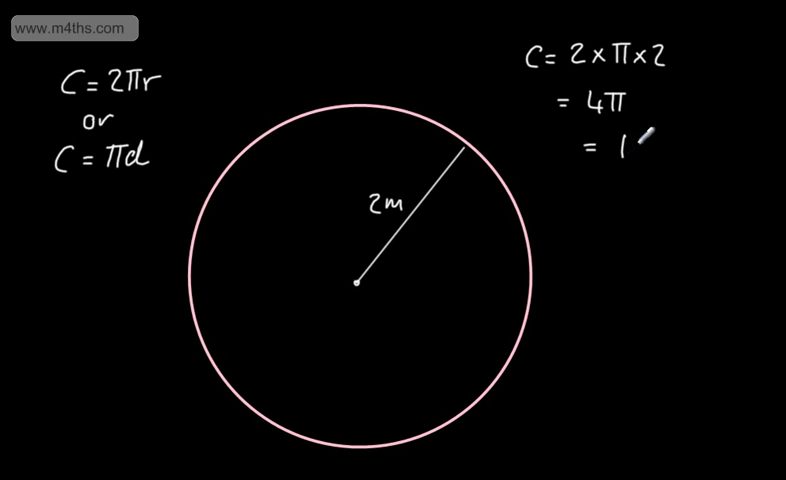 www.m4ths.com
C = 2πr
or
C = πd
2m
C = 2 × π × 2
= 4π
= 1